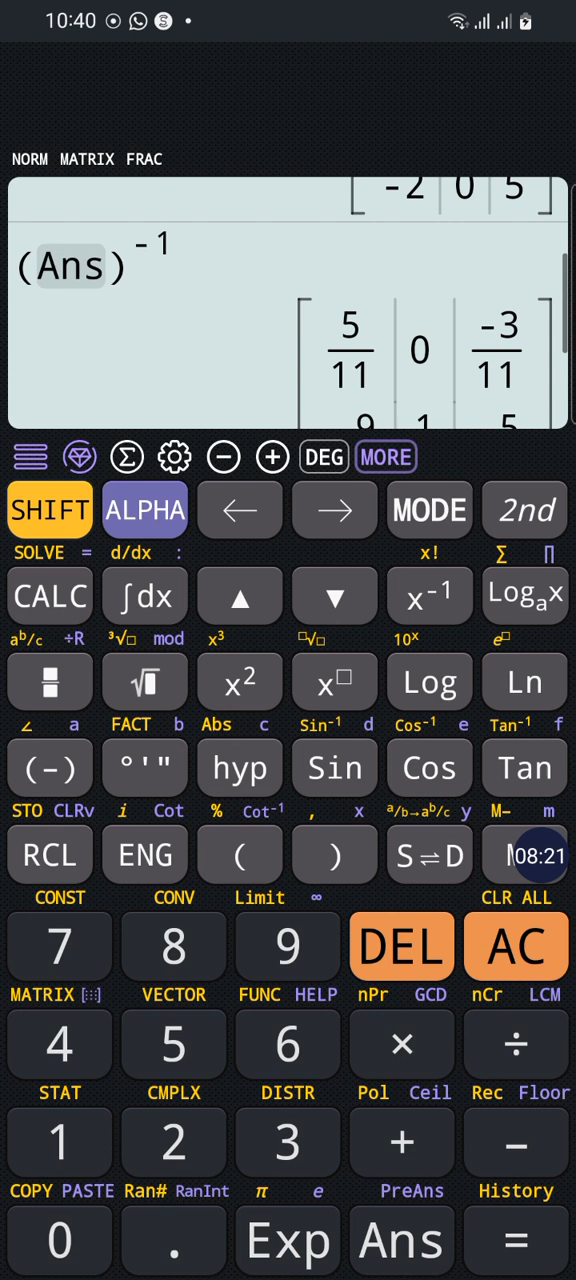 10:40
NORM MATRIX FRAC
-2 0 5
(Ans)^-1
5/11 0 -3/11
9 1 5
DEG MORE
SHIFT ALPHA ← → MODE 2nd
SOLVE = d/dx : x! ∑ ∏
CALC ∫dx ▲ ▼ x^-1 Logₐx
a^b/c ÷R ³√□ mod x³ □√□ 10^x e^□
√ x² x^□ Log Ln
∠ a FACT b Abs c Sin^-1 d Cos^-1 e Tan^-1 f
(-) °'" hyp Sin Cos Tan
STO CLRv i Cot % Cot^-1 , x a/b→a^b/c y M- m
RCL ENG ( ) S⇌D 08:21
CONST CONV Limit ∞ CLR ALL
7 8 9 DEL AC
MATRIX VECTOR FUNC HELP nPr GCD nCr LCM
4 5 6 × ÷
STAT CMPLX DISTR Pol Ceil Rec Floor
1 2 3 + −
COPY PASTE Ran# RanInt π e PreAns History
0 . Exp Ans =